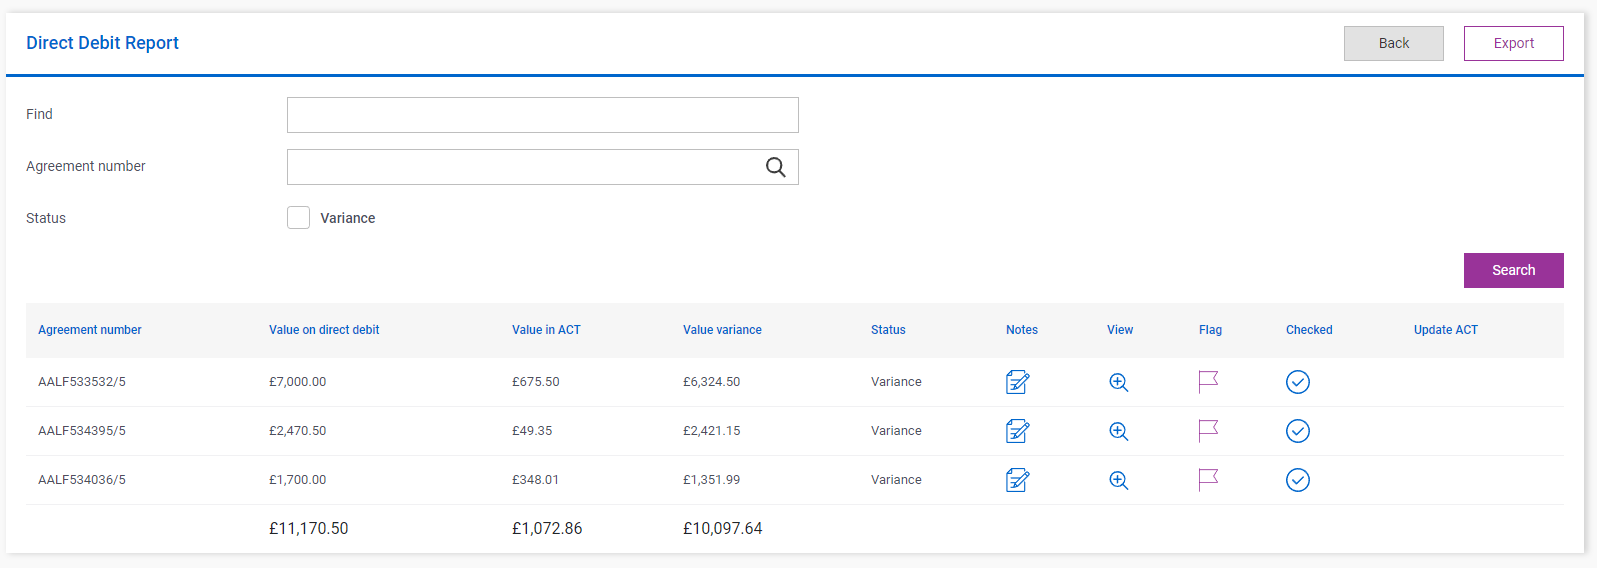 Direct Debit Report Back Export
Find
Agreement number
Status Variance
Search
Agreement number Value on direct debit Value in ACT Value variance Status Notes View Flag Checked Update ACT
AALF533532/5 £7,000.00 £675.50 £6,324.50 Variance
AALF534395/5 £2,470.50 £49.35 £2,421.15 Variance
AALF534036/5 £1,700.00 £348.01 £1,351.99 Variance
£11,170.50 £1,072.86 £10,097.64